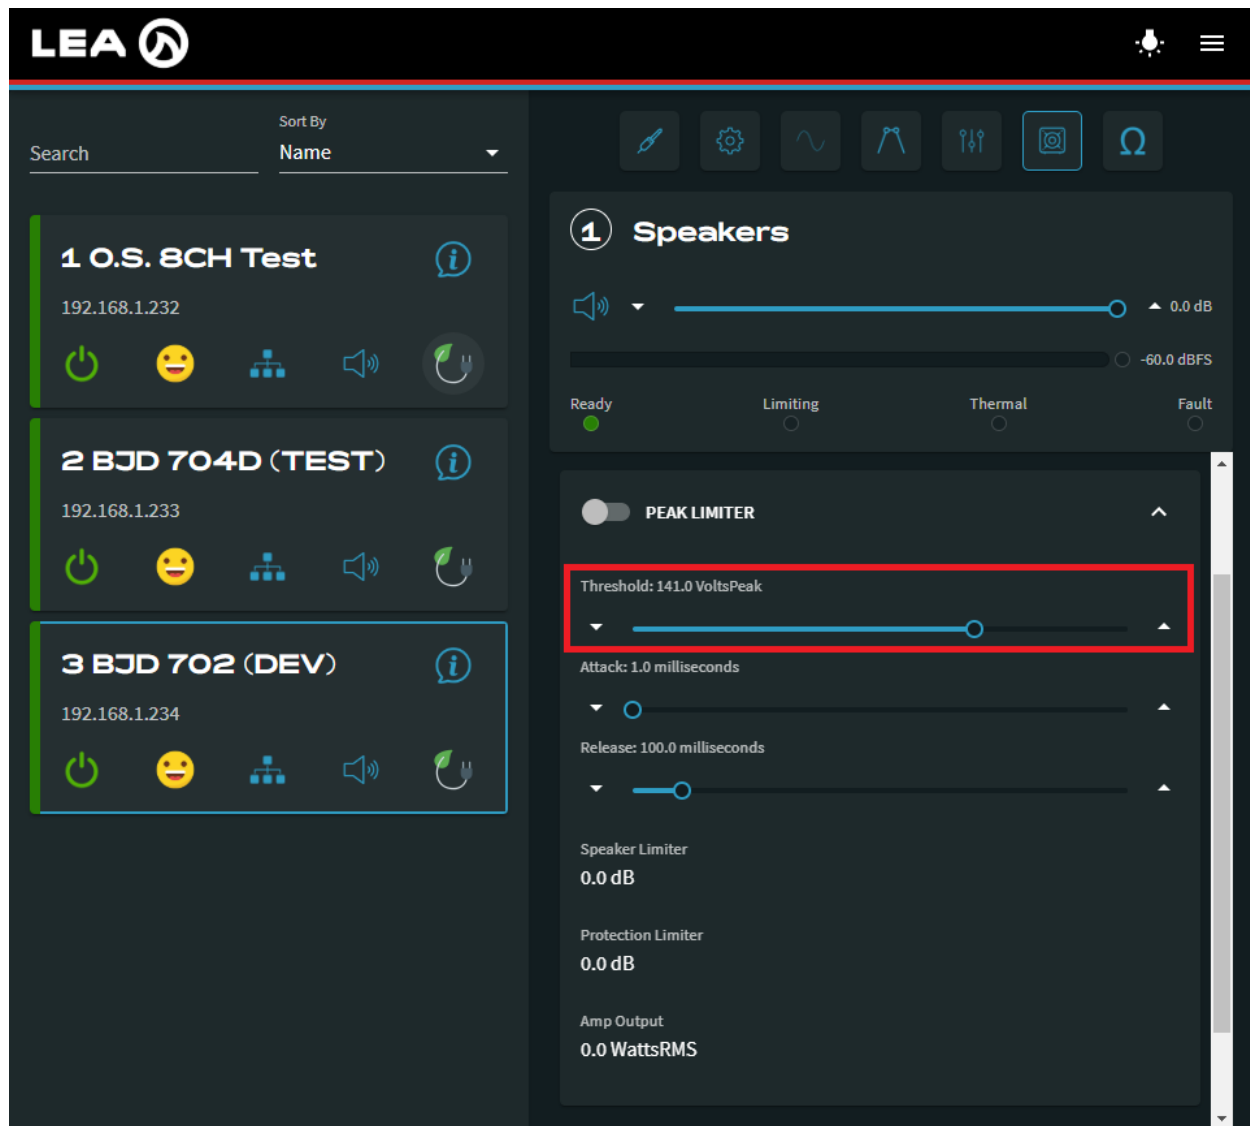 LEA
Search
Sort By
Name
1 O.S. 8CH Test
192.168.1.232
2 BJD 704D (TEST)
192.168.1.233
3 BJD 702 (DEV)
192.168.1.234
Ω
1 Speakers
0.0 dB
-60.0 dBFS
Ready Limiting Thermal Fault
PEAK LIMITER
Threshold: 141.0 VoltsPeak
Attack: 1.0 milliseconds
Release: 100.0 milliseconds
Speaker Limiter
0.0 dB
Protection Limiter
0.0 dB
Amp Output
0.0 WattsRMS